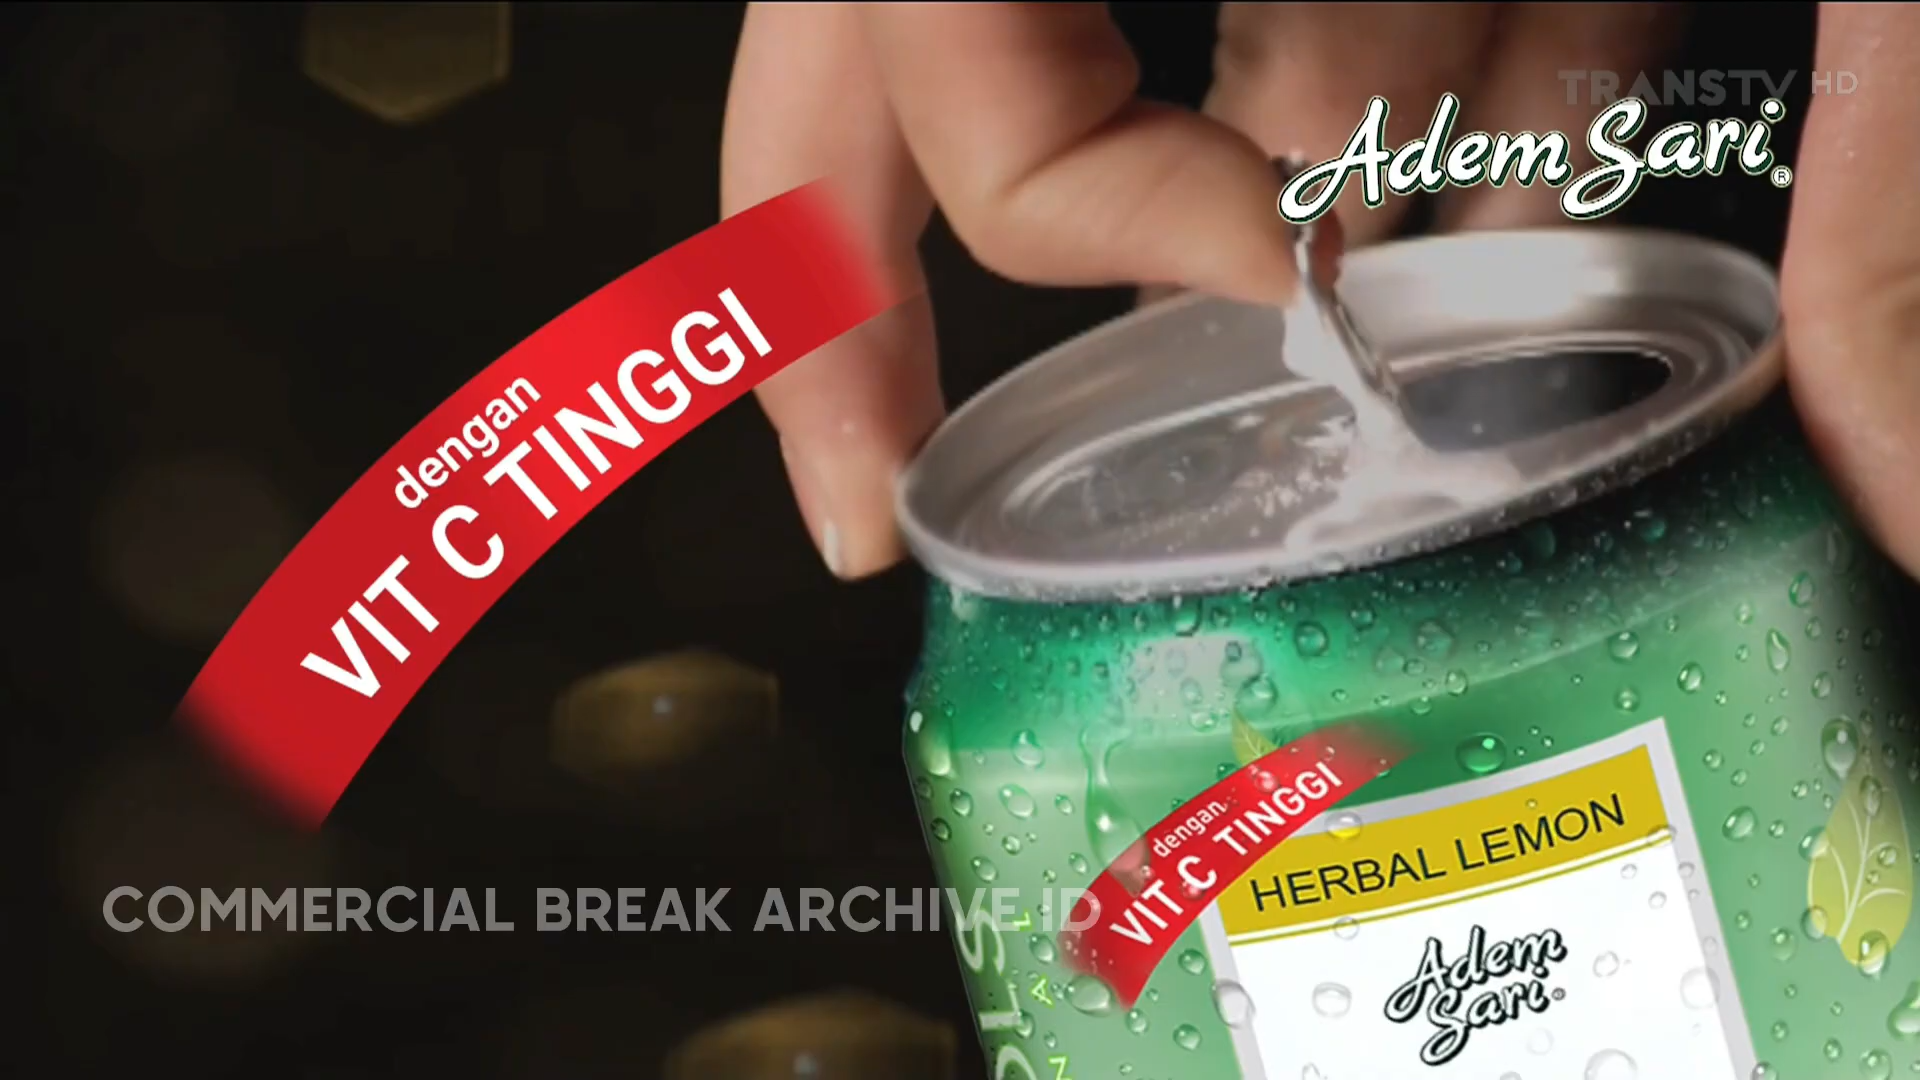 TRANSTV HD
Adem Sari
dengan
VIT C TINGGI
dengan
VIT C TINGGI
HERBAL LEMON
Adem
Sari
COMMERCIAL BREAK ARCHIVE.ID